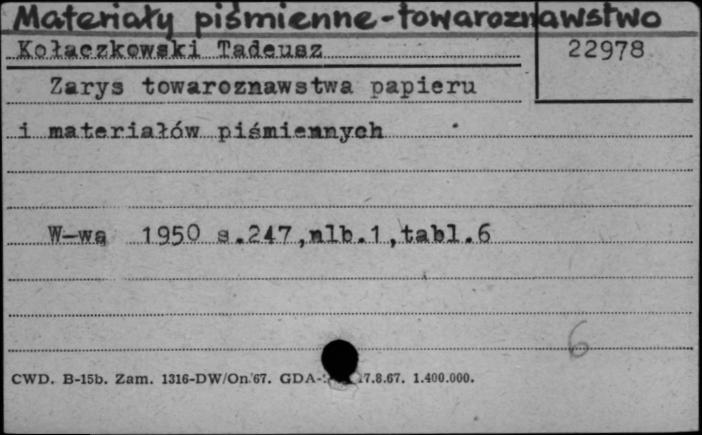 Materiały piśmienne-towaroznawstwo
Kołaczkowski Tadeusz 22978
Zarys towaroznawstwa papieru
i materiałów piśmiennych
W-wa 1950 s.247,nlb.1,tabl.6
6
CWD. B-15b. Zam. 1316-DW/On.67. GDA- 17.8.67. 1.400.000.